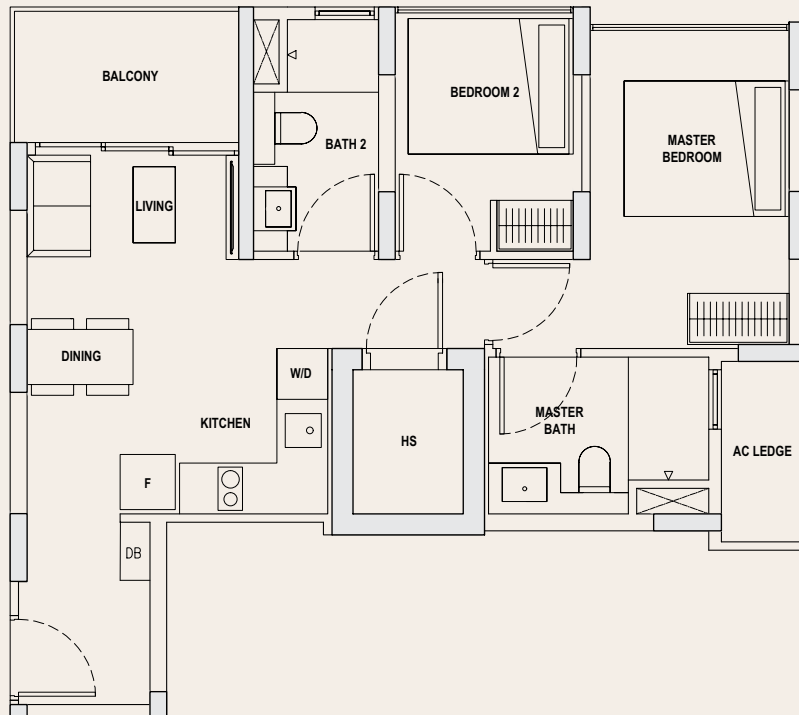 BALCONY
BEDROOM 2
MASTER
BEDROOM
BATH 2
LIVING
DINING
W/D
KITCHEN
HS
MASTER
BATH
AC LEDGE
F
DB